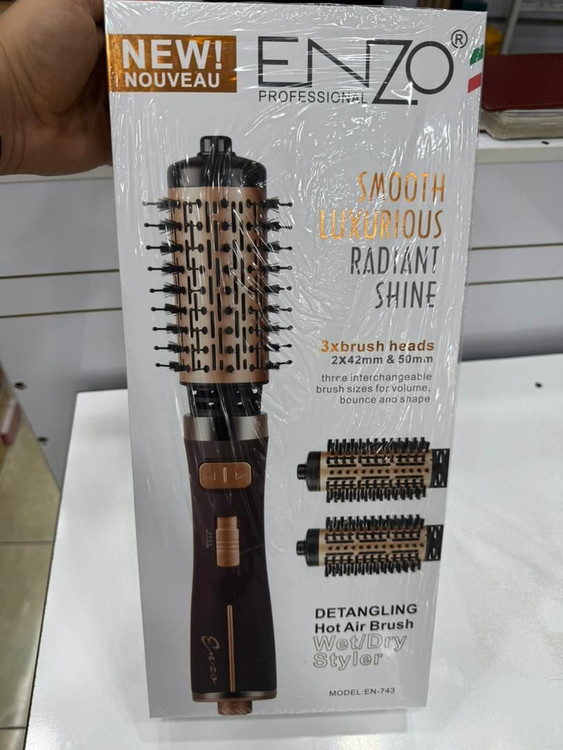 NEW!
NOUVEAU
ENZO®
PROFESSIONAL
SMOOTH
LUXURIOUS
RADIANT
SHINE
3xbrush heads
2X42mm & 50mm
three interchangeable
brush sizes for volume,
bounce and shape
Enzo
DETANGLING
Hot Air Brush
Wet/Dry
Styler
MODEL:EN-743